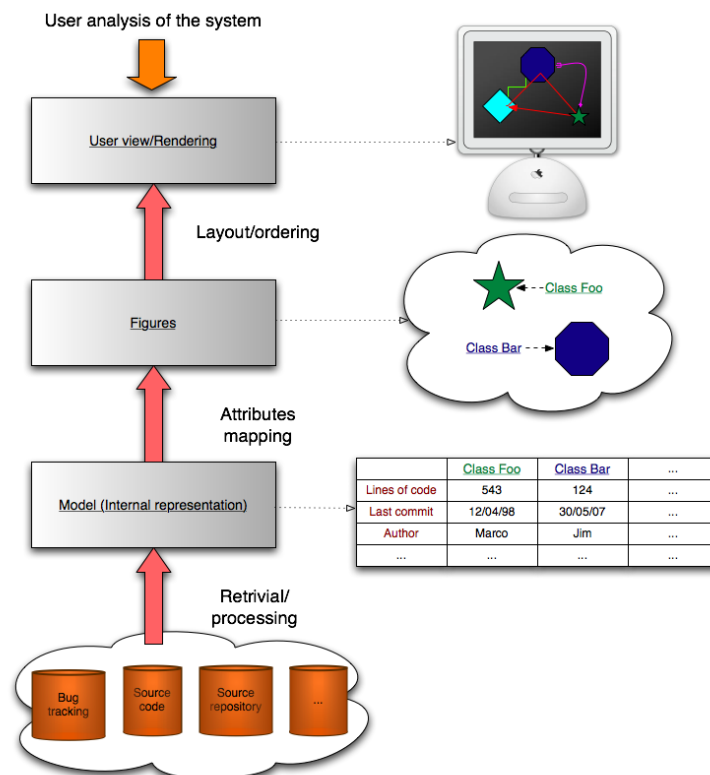 User analysis of the system
User view/Rendering
Layout/ordering
Figures
Class Foo
Class Bar
Attributes
mapping
Model (Internal representation)
Class Foo Class Bar ...
Lines of code 543 124 ...
Last commit 12/04/98 30/05/07 ...
Author Marco Jim ...
... ... ... ...
Retrivial/
processing
Bug
tracking
Source
code
Source
repository
...